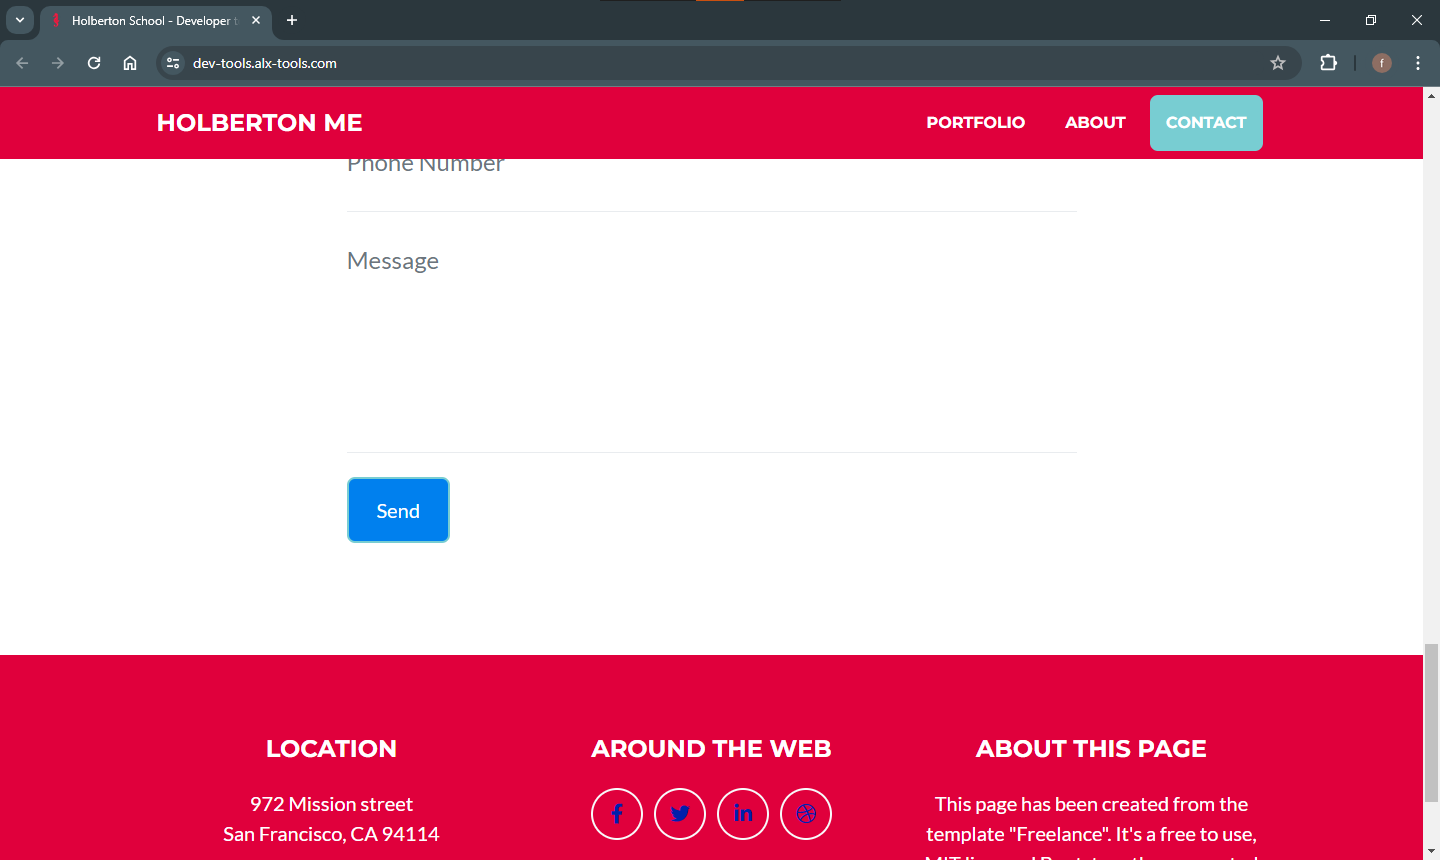 Holberton School - Developer t
dev-tools.alx-tools.com
f
HOLBERTON ME
PORTFOLIO
ABOUT
CONTACT
Phone Number
Message
Send
LOCATION
972 Mission street
San Francisco, CA 94114
AROUND THE WEB
ABOUT THIS PAGE
This page has been created from the
template "Freelance". It's a free to use,